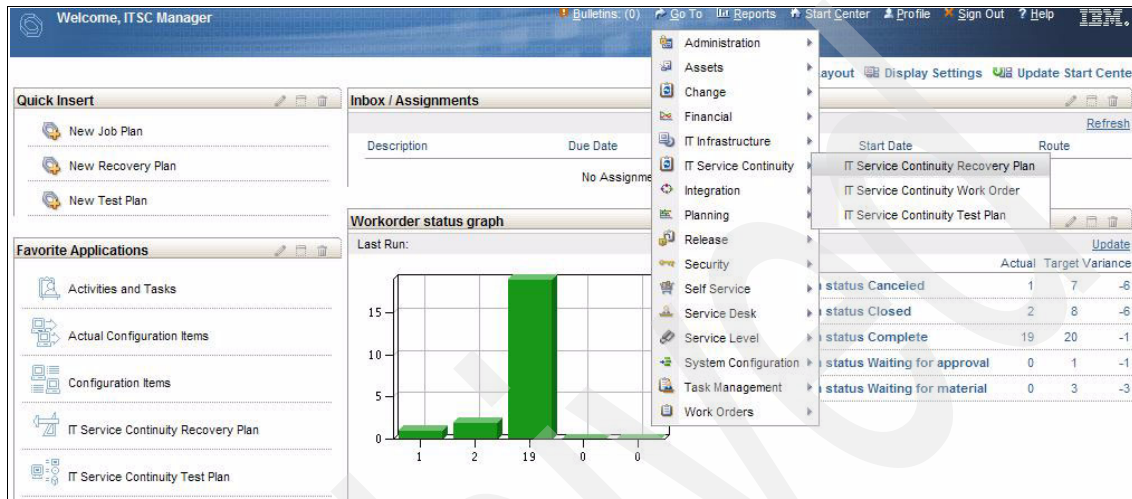 Welcome, ITSC Manager
Bulletins: (0) Go To Reports Start Center Profile Sign Out ? Help IBM.
ayout Display Settings Update Start Cente
Quick Insert
New Job Plan
New Recovery Plan
New Test Plan
Favorite Applications
Activities and Tasks
Actual Configuration Items
Configuration Items
IT Service Continuity Recovery Plan
IT Service Continuity Test Plan
Inbox / Assignments
Description Due Date
No Assignme
Workorder status graph
Last Run:
15
10
5
0
1 2 19 0 0
Administration
Assets
Change
Financial
IT Infrastructure
IT Service Continuity
Integration
Planning
Release
Security
Self Service
Service Desk
Service Level
System Configuration
Task Management
Work Orders
IT Service Continuity Recovery Plan
IT Service Continuity Work Order
IT Service Continuity Test Plan
Refresh
Start Date Route
Update
Actual Target Variance
status Canceled 1 7 -6
status Closed 2 8 -6
status Complete 19 20 -1
status Waiting for approval 0 1 -1
status Waiting for material 0 3 -3